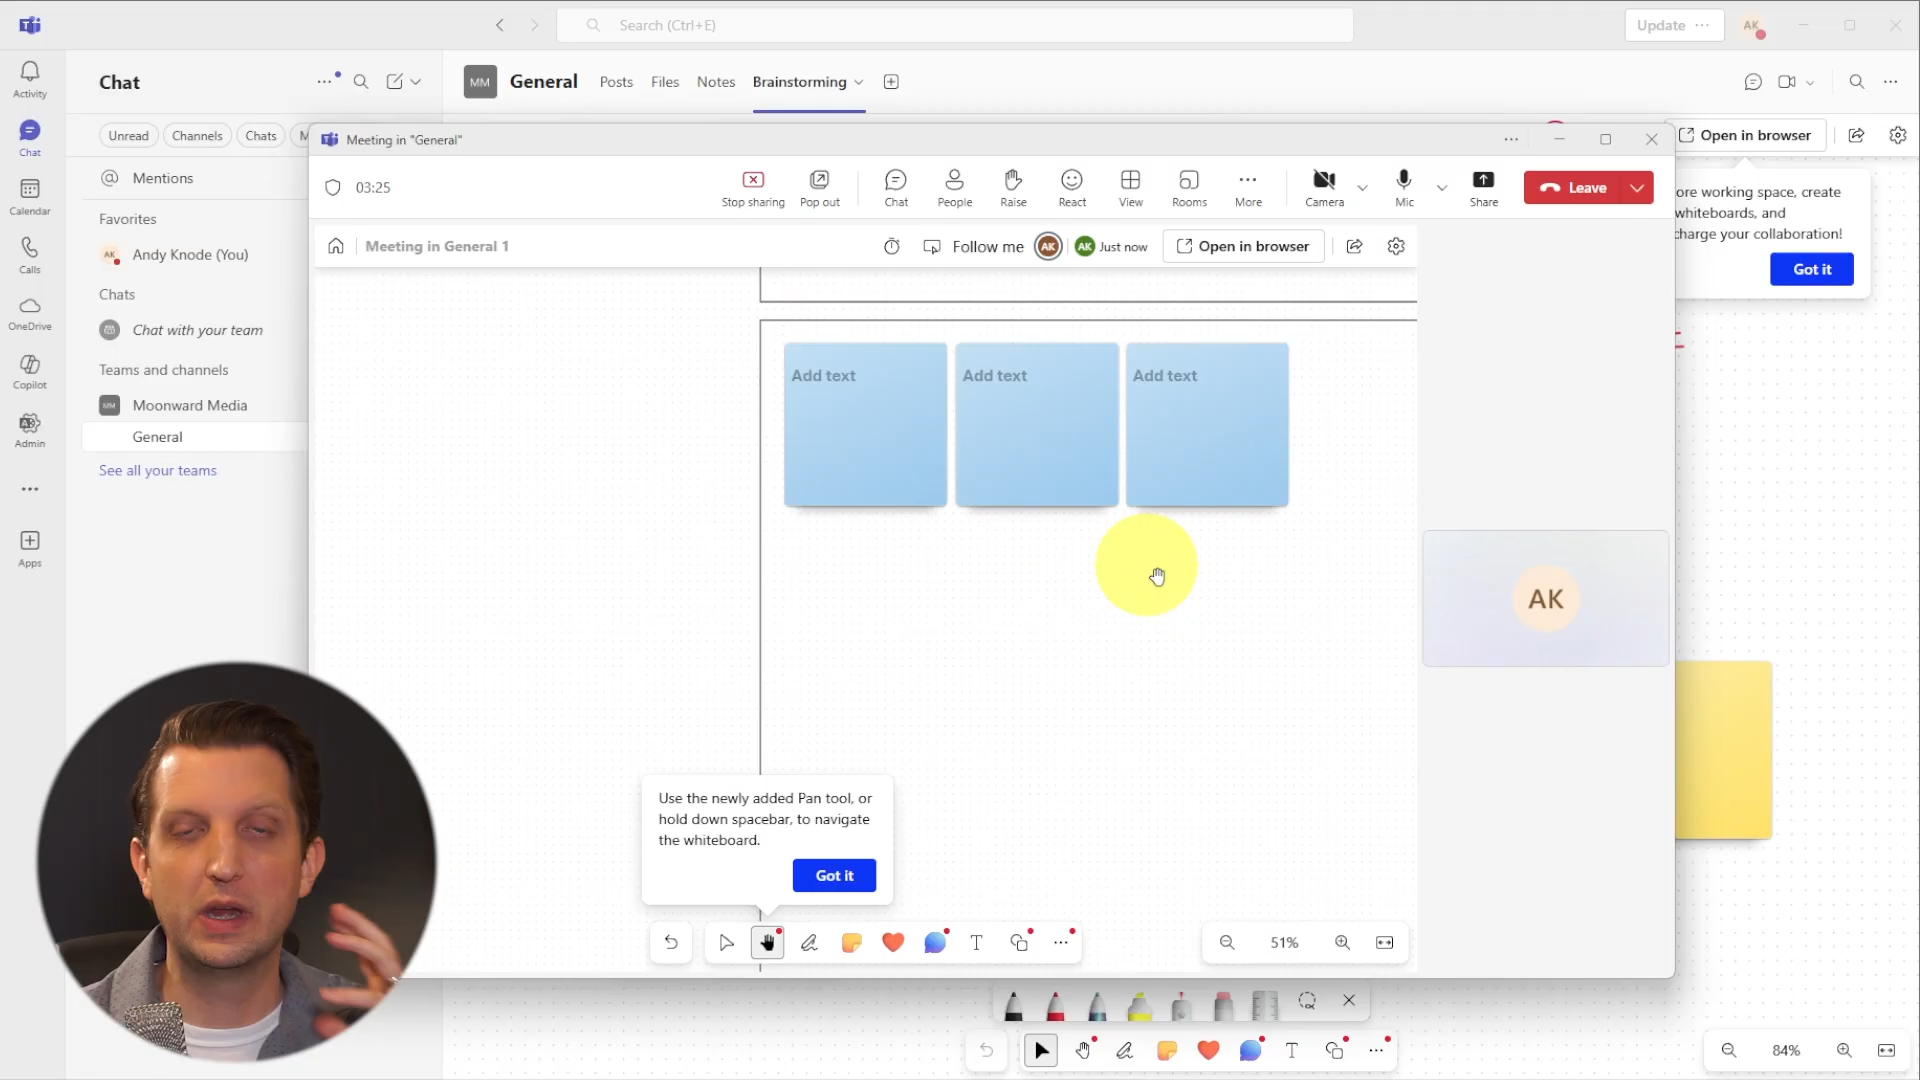 Search (Ctrl+E)
Update
AK
Activity
Chat
Calendar
Calls
OneDrive
Copilot
Admin
Apps
Chat
Unread
Channels
Chats
M
Mentions
Favorites
AK
Andy Knode (You)
Chats
Chat with your team
Teams and channels
MM
Moonward Media
General
See all your teams
MM
General
Posts
Files
Notes
Brainstorming
Open in browser
ore working space, create
whiteboards, and
charge your collaboration!
Got it
Meeting in "General"
03:25
Stop sharing
Pop out
Chat
People
Raise
React
View
Rooms
More
Camera
Mic
Share
Leave
Meeting in General 1
Follow me
AK
AK
Just now
Open in browser
Add text
Add text
Add text
AK
Use the newly added Pan tool, or
hold down spacebar, to navigate
the whiteboard.
Got it
51%
84%